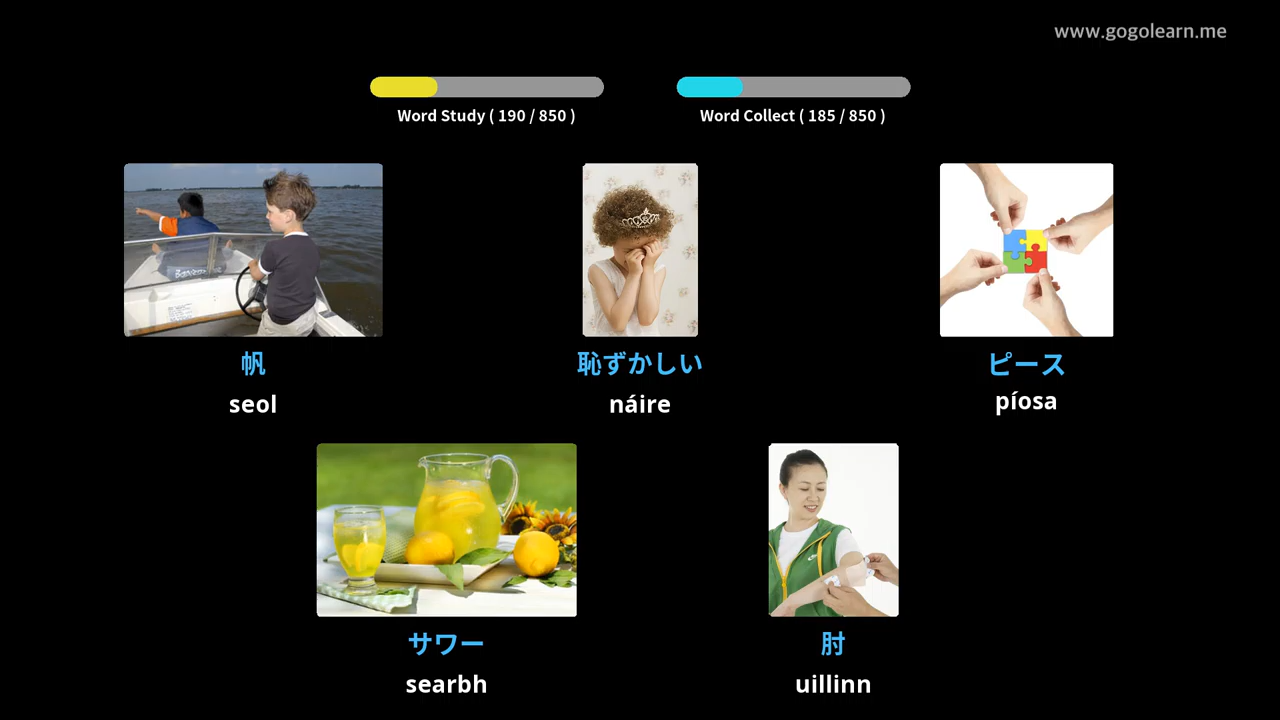 www.gogolearn.me
Word Study ( 190 / 850 )
Word Collect ( 185 / 850 )
帆
seol
恥ずかしい
náire
ピース
píosa
サワー
searbh
肘
uillinn